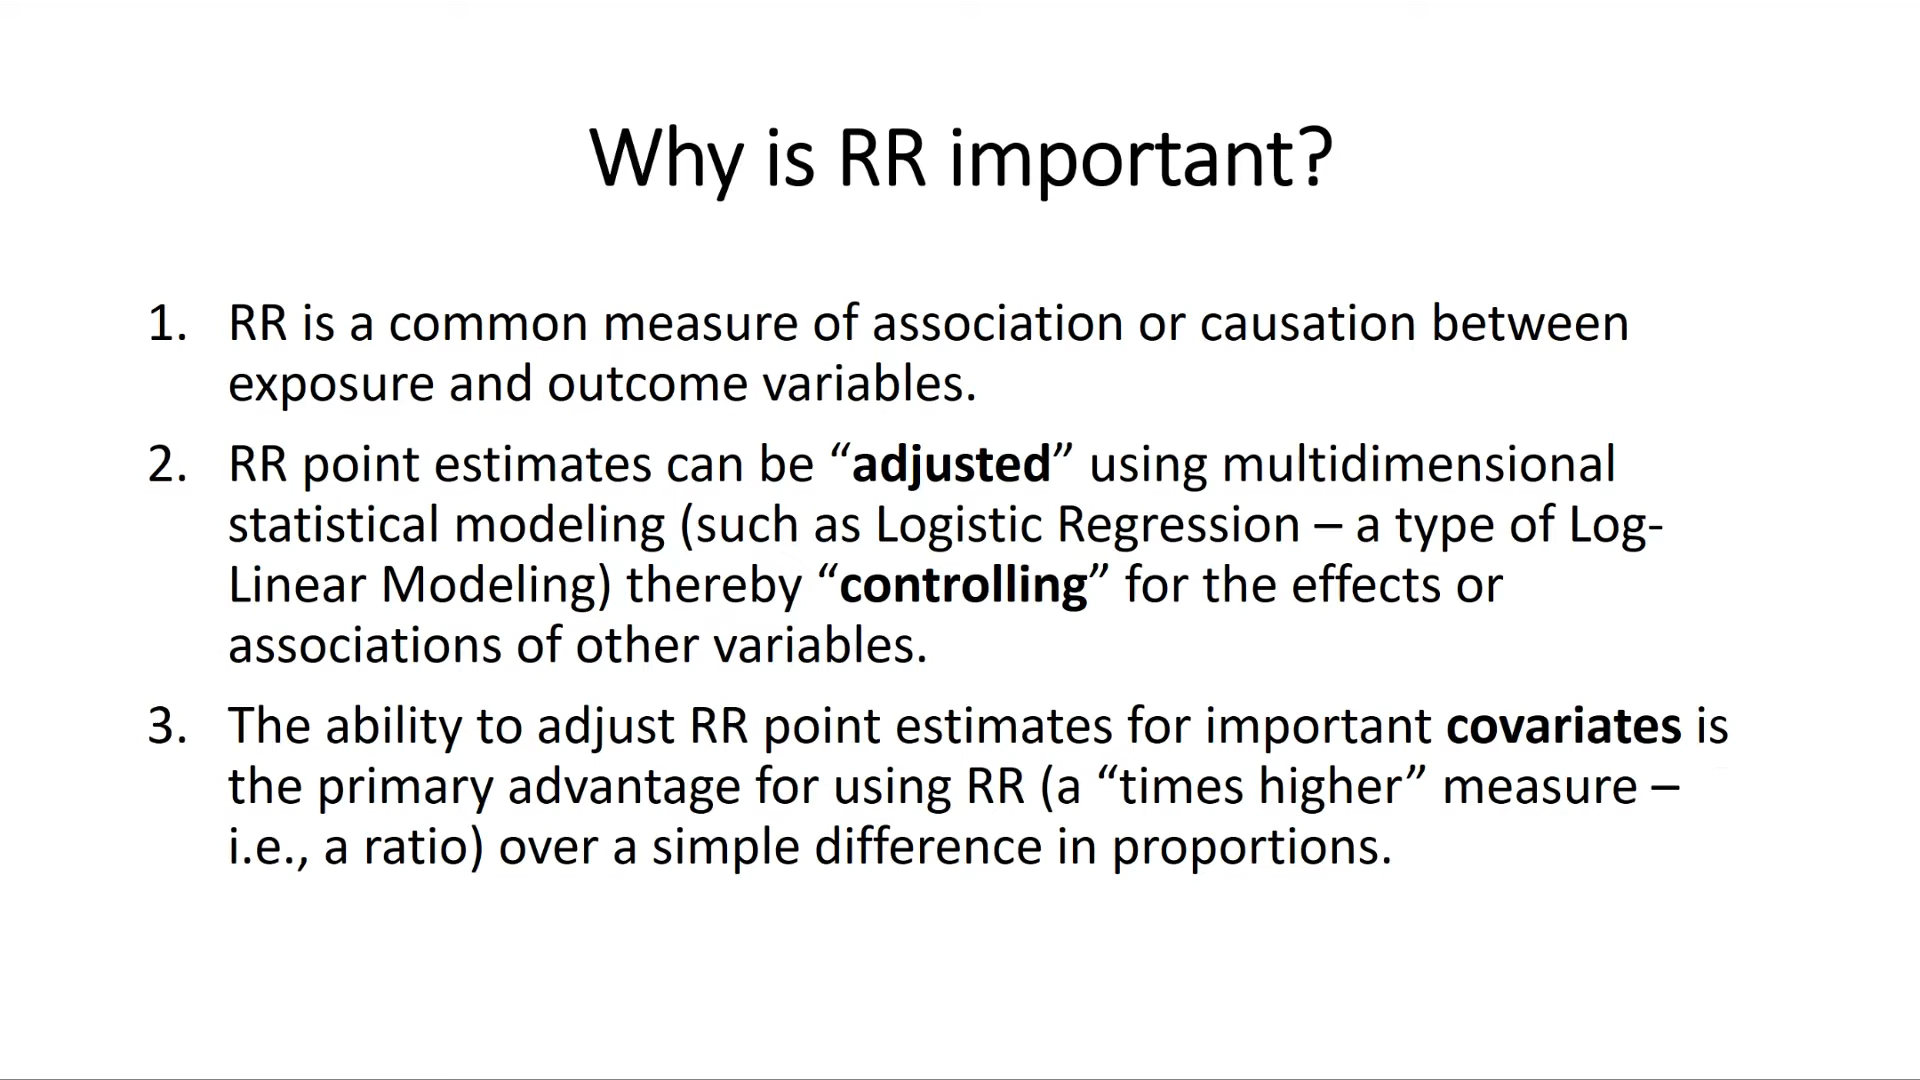 Why is RR important?
1. RR is a common measure of association or causation between
exposure and outcome variables.
2. RR point estimates can be “adjusted” using multidimensional
statistical modeling (such as Logistic Regression – a type of Log-
Linear Modeling) thereby “controlling” for the effects or
associations of other variables.
3. The ability to adjust RR point estimates for important covariates is
the primary advantage for using RR (a “times higher” measure –
i.e., a ratio) over a simple difference in proportions.